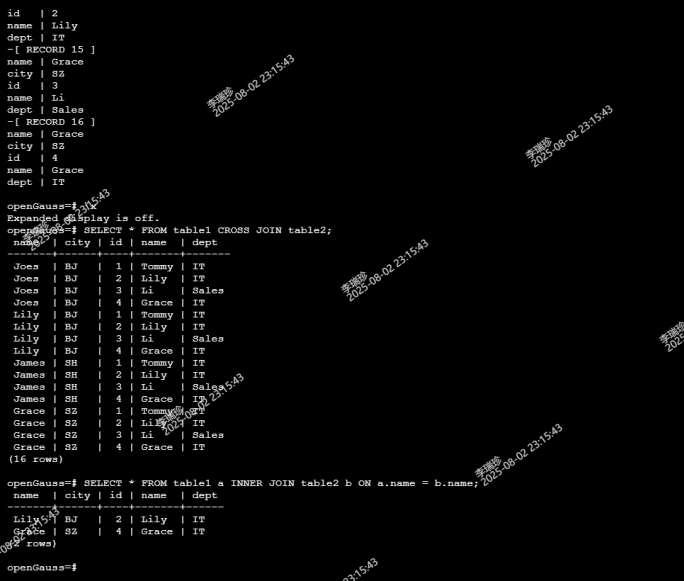 id   | 2
name | Lily
dept | IT
-[ RECORD 15 ]
name | Grace
city | SZ
id   | 3
name | Li
dept | Sales
-[ RECORD 16 ]
name | Grace
city | SZ
id   | 4
name | Grace
dept | IT
openGauss=#
Expanded display is off.
openGauss=# SELECT * FROM table1 CROSS JOIN table2;
 name  | city | id | name  | dept
-------+------+----+-------+-------
 Joes  | BJ   |  1 | Tommy | IT
 Joes  | BJ   |  2 | Lily  | IT
 Joes  | BJ   |  3 | Li    | Sales
 Joes  | BJ   |  4 | Grace | IT
 Lily  | BJ   |  1 | Tommy | IT
 Lily  | BJ   |  2 | Lily  | IT
 Lily  | BJ   |  3 | Li    | Sales
 Lily  | BJ   |  4 | Grace | IT
 James | SH   |  1 | Tommy | IT
 James | SH   |  2 | Lily  | IT
 James | SH   |  3 | Li    | Sales
 James | SH   |  4 | Grace | IT
 Grace | SZ   |  1 | Tommy | IT
 Grace | SZ   |  2 | Lily  | IT
 Grace | SZ   |  3 | Li    | Sales
 Grace | SZ   |  4 | Grace | IT
(16 rows)
openGauss=# SELECT * FROM table1 a INNER JOIN table2 b ON a.name = b.name;
 name  | city | id | name  | dept
-------+------+----+-------+------
 Lily  | BJ   |  2 | Lily  | IT
 Grace | SZ   |  4 | Grace | IT
(2 rows)
openGauss=#
李瑞珍
2025-08-02 23:15:43
李瑞珍
2025-08-02 23:15:43
李瑞珍
2025-08-02 23:15:43
李瑞珍
2025-08-02 23:15:43
李瑞珍
2025
李瑞珍
2025-08-02 23:15:43
李瑞珍
2025-08-02 23:15:43
-08-02 23:15:43
23:15:43